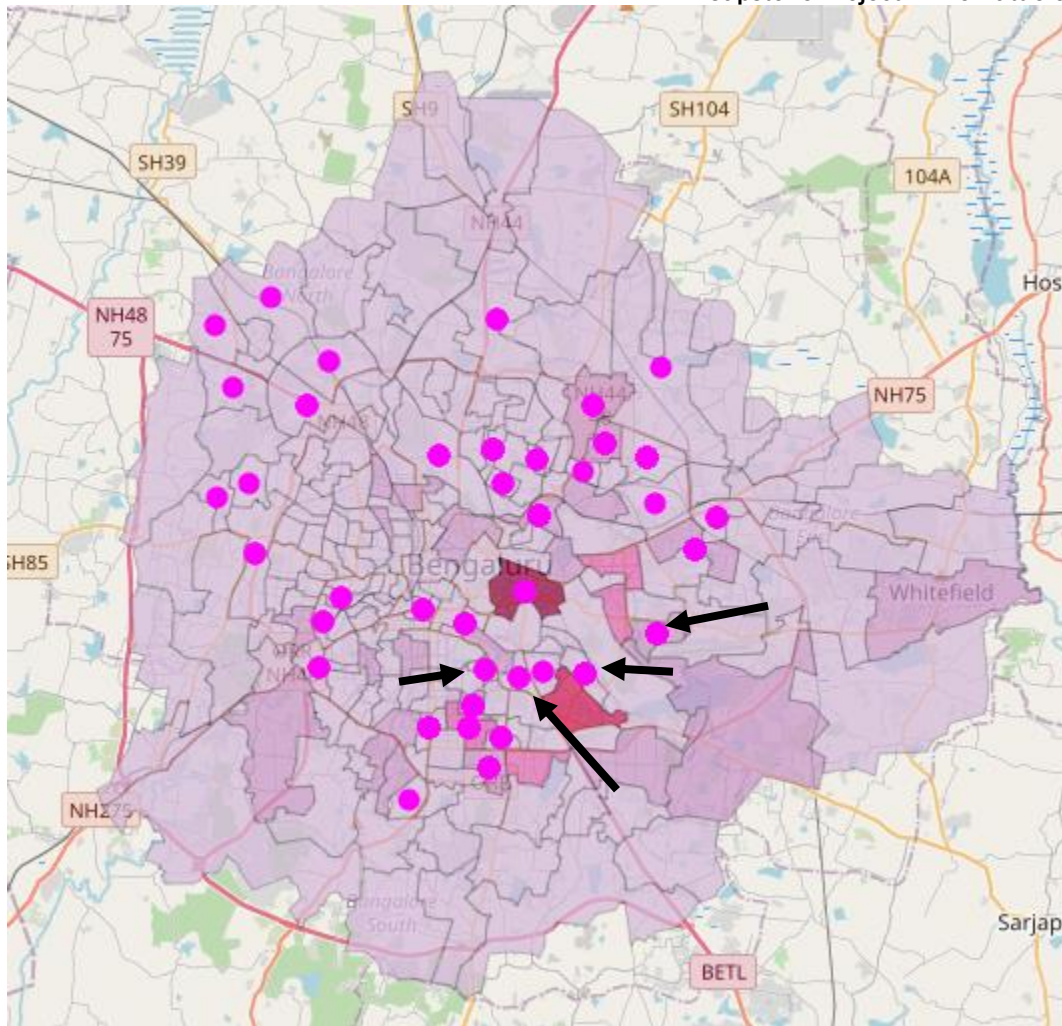 SH9
SH104
SH39
104A
NH44
Bangalore
North
Hos
NH48
75
NH75
NH44
SH85
Bengaluru
Whitefield
NH275
Bangalore
South
Sarjap
BETL